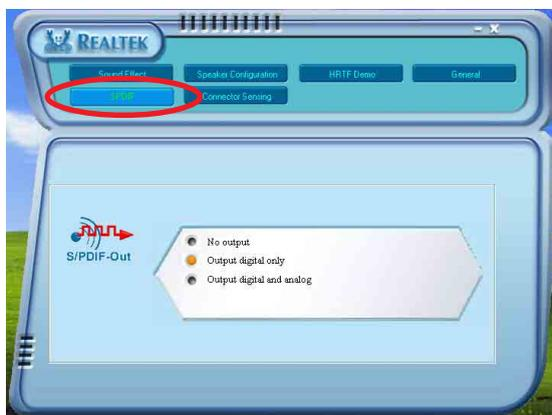 REALTEK
Sound Effect Speaker Configuration HRTF Demo General
SPDIF Connector Sensing
S/PDIF-Out
No output
Output digital only
Output digital and analog